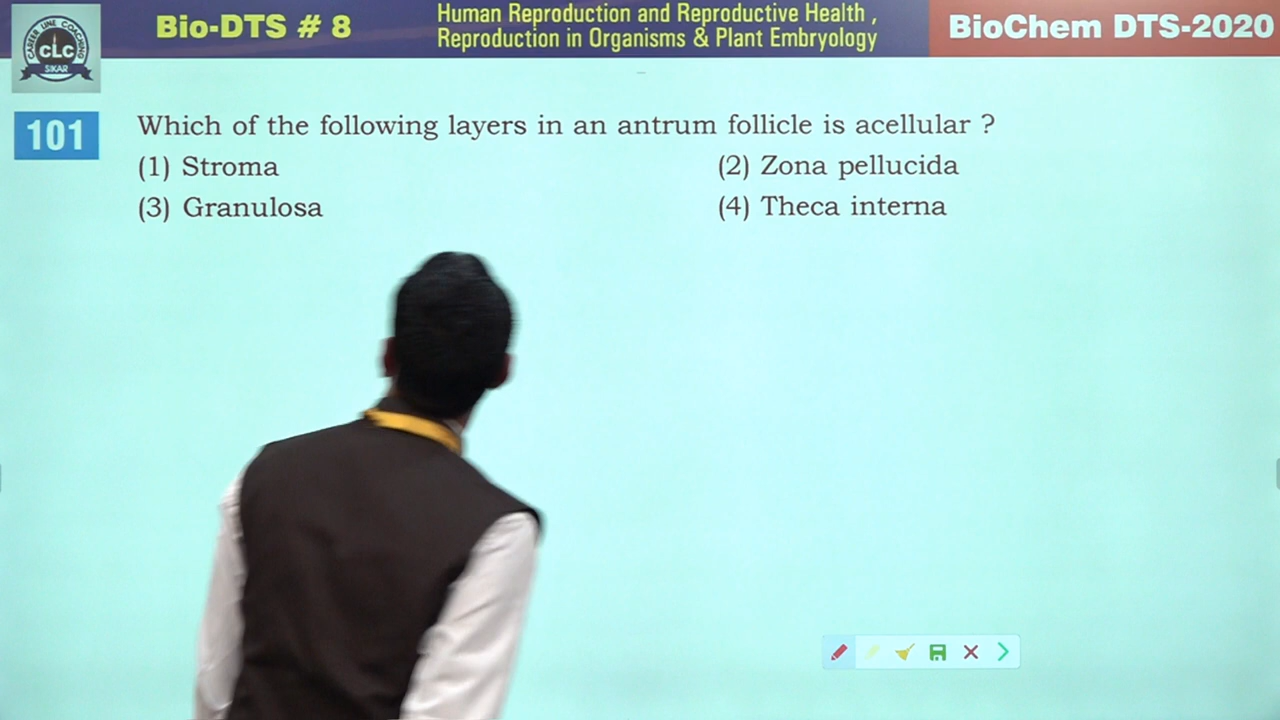 Bio-DTS # 8
Human Reproduction and Reproductive Health ,
Reproduction in Organisms & Plant Embryology
BioChem DTS-2020
CAREER LINE COACHING
CLC
SIKAR
101
Which of the following layers in an antrum follicle is acellular ?
(1) Stroma
(2) Zona pellucida
(3) Granulosa
(4) Theca interna